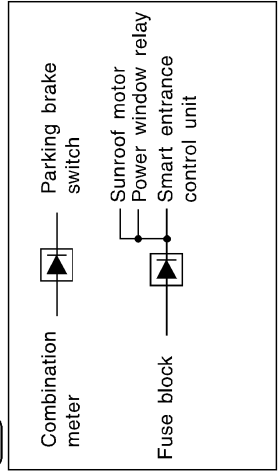 Combination
meter
Parking brake
switch
Fuse block
Sunroof motor
Power window relay
Smart entrance
control unit